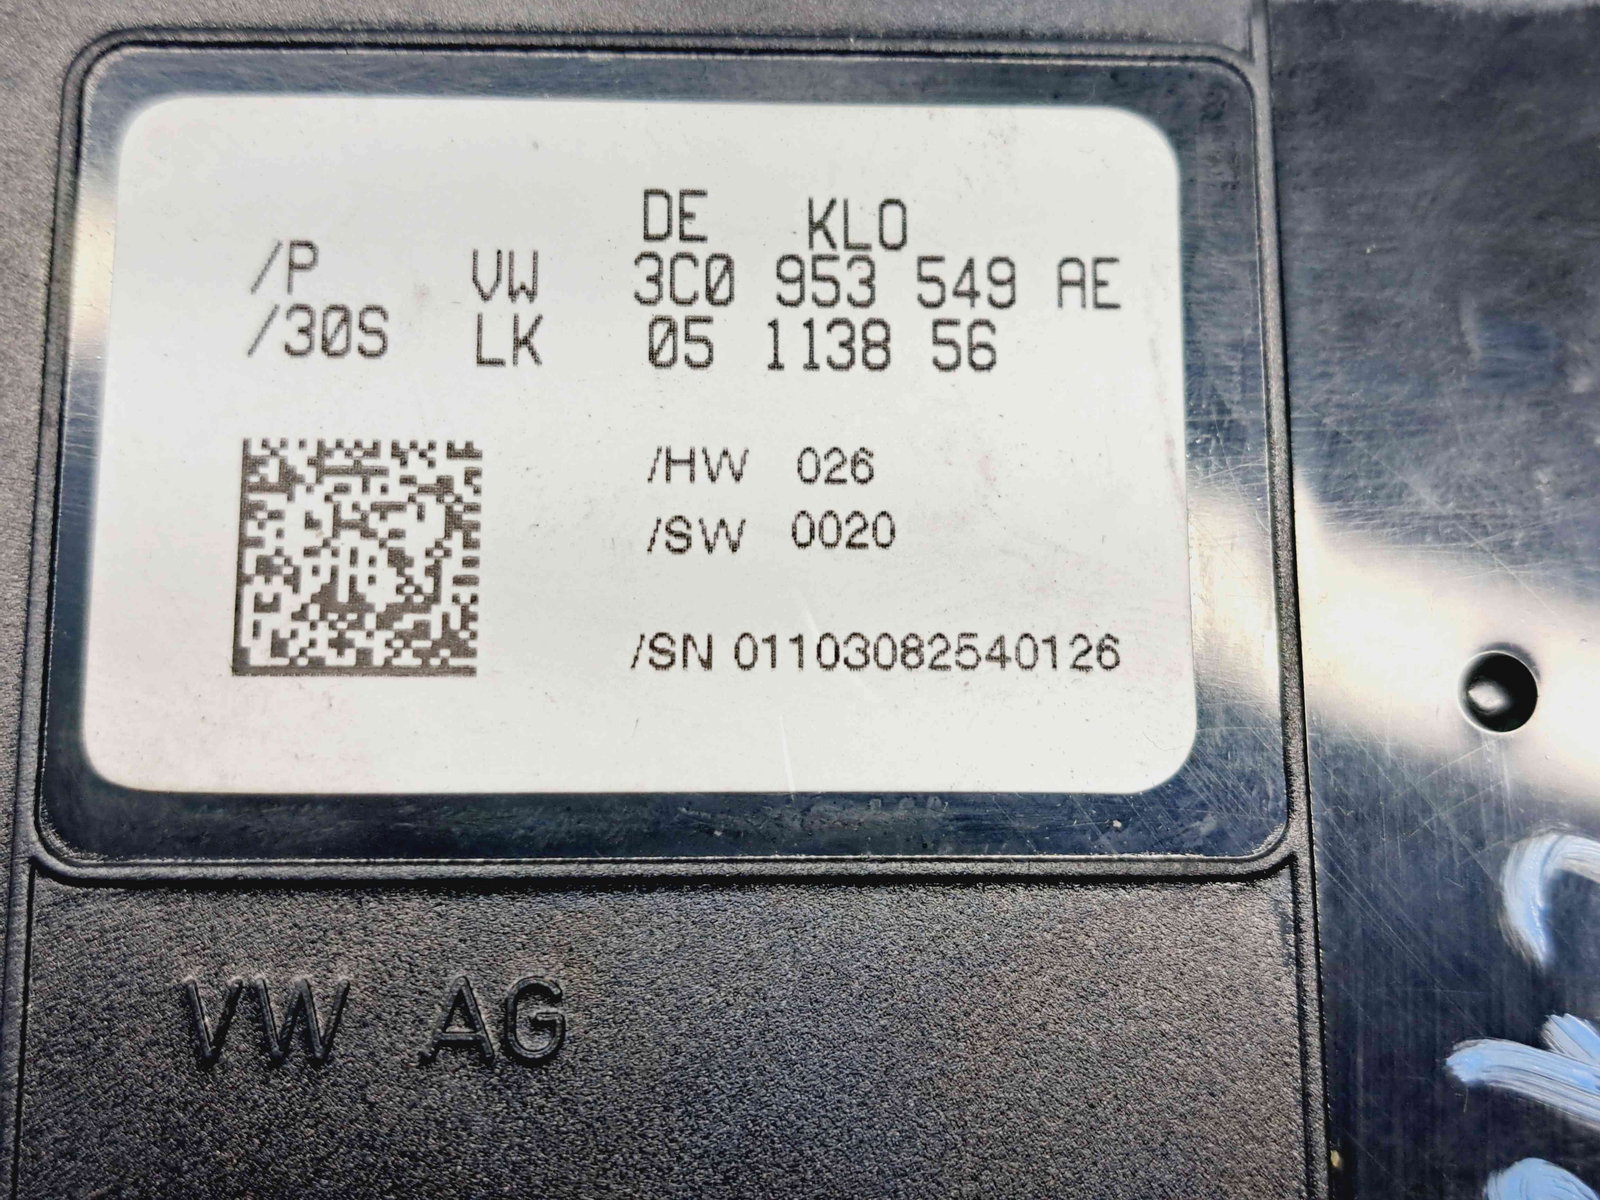 DE KLO
/P VW 3C0 953 549 AE
/30S LK 05 1138 56
/HW 026
/SW 0020
/SN 01103082540126
VW AG